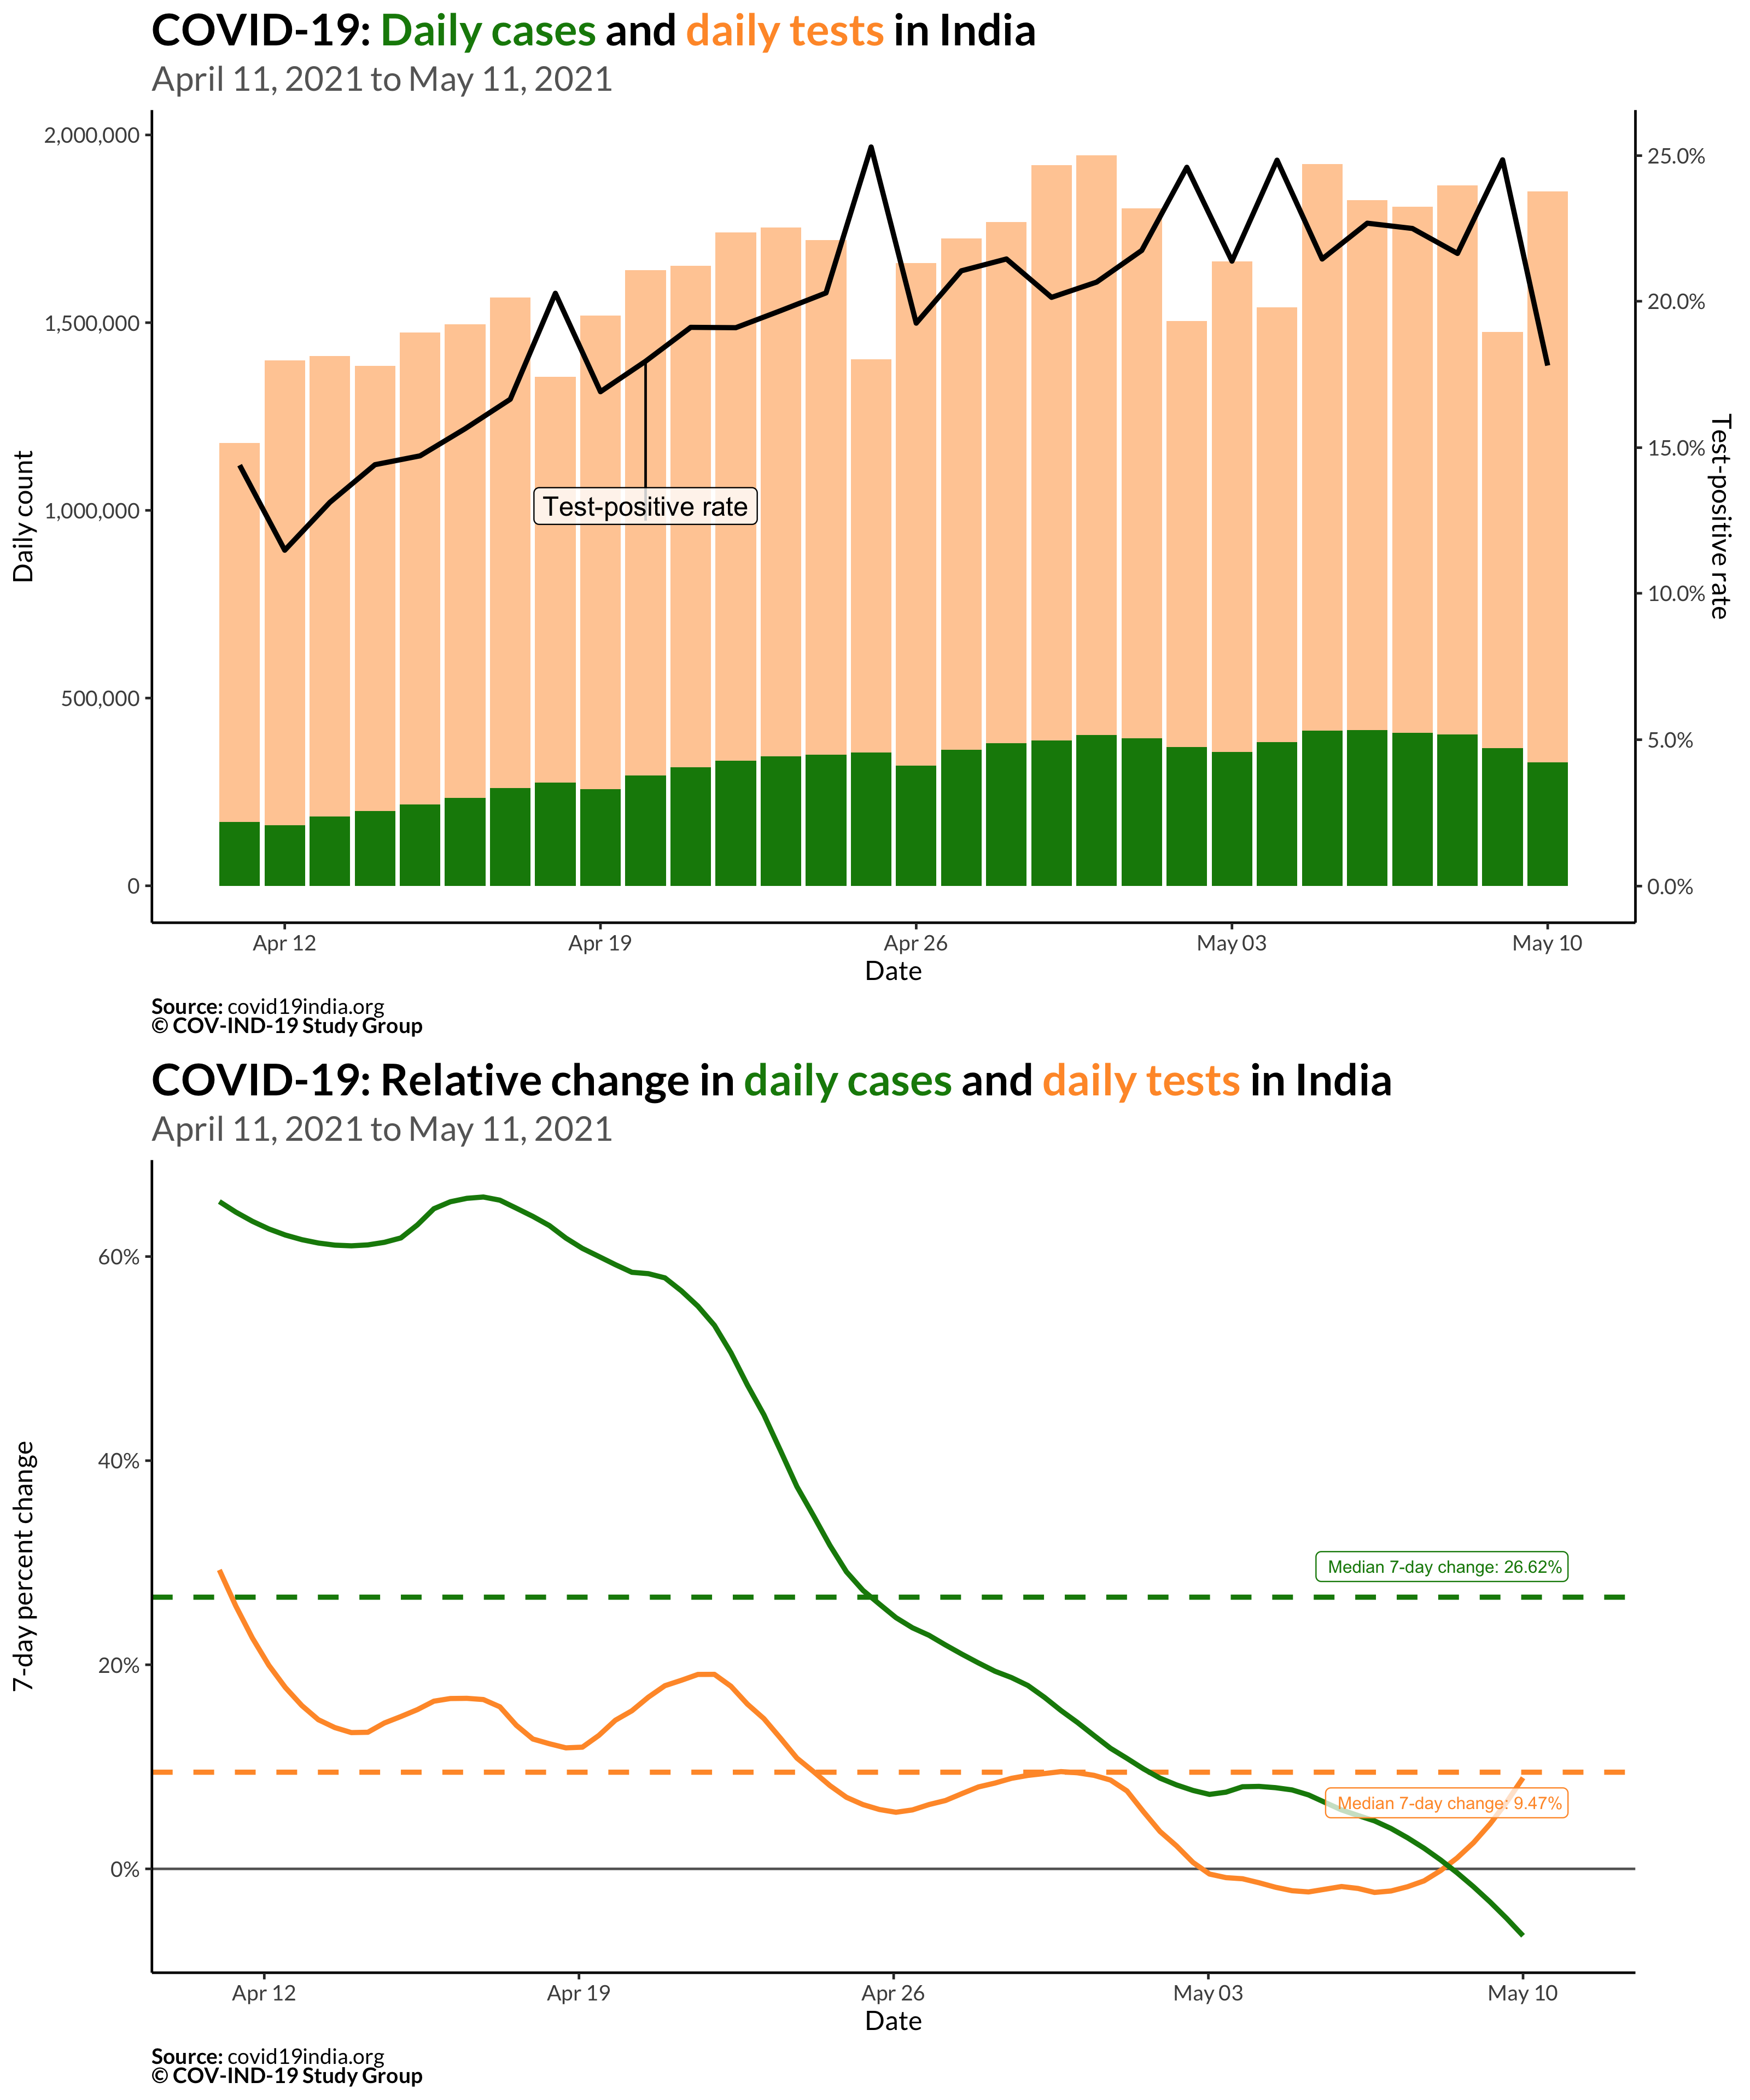 COVID-19: Daily cases and daily tests in India
April 11, 2021 to May 11, 2021
Daily count
2,000,000
1,500,000
1,000,000
500,000
0
Test-positive rate
25.0%
20.0%
15.0%
10.0%
5.0%
0.0%
Test-positive rate
Apr 12
Apr 19
Apr 26
May 03
May 10
Date
Source: covid19india.org
© COV-IND-19 Study Group
COVID-19: Relative change in daily cases and daily tests in India
April 11, 2021 to May 11, 2021
7-day percent change
60%
40%
20%
0%
Median 7-day change: 26.62%
Median 7-day change: 9.47%
Apr 12
Apr 19
Apr 26
May 03
May 10
Date
Source: covid19india.org
© COV-IND-19 Study Group